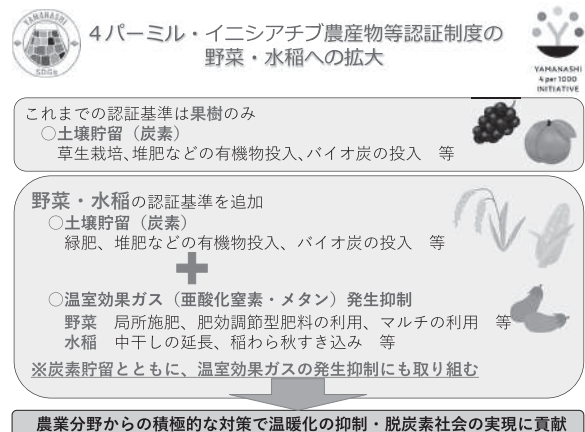 YAMANASHI
SDGs
4パーミル・イニシアチブ農産物等認証制度の
野菜・水稲への拡大
YAMANASHI
4 per 1000
INITIATIVE
これまでの認証基準は果樹のみ
○土壌貯留（炭素）
草生栽培、堆肥などの有機物投入、バイオ炭の投入　等
野菜・水稲の認証基準を追加
○土壌貯留（炭素）
緑肥、堆肥などの有機物投入、バイオ炭の投入　等
○温室効果ガス（亜酸化窒素・メタン）発生抑制
野菜　局所施肥、肥効調節型肥料の利用、マルチの利用　等
水稲　中干しの延長、稲わら秋すき込み　等
※炭素貯留とともに、温室効果ガスの発生抑制にも取り組む
農業分野からの積極的な対策で温暖化の抑制・脱炭素社会の実現に貢献